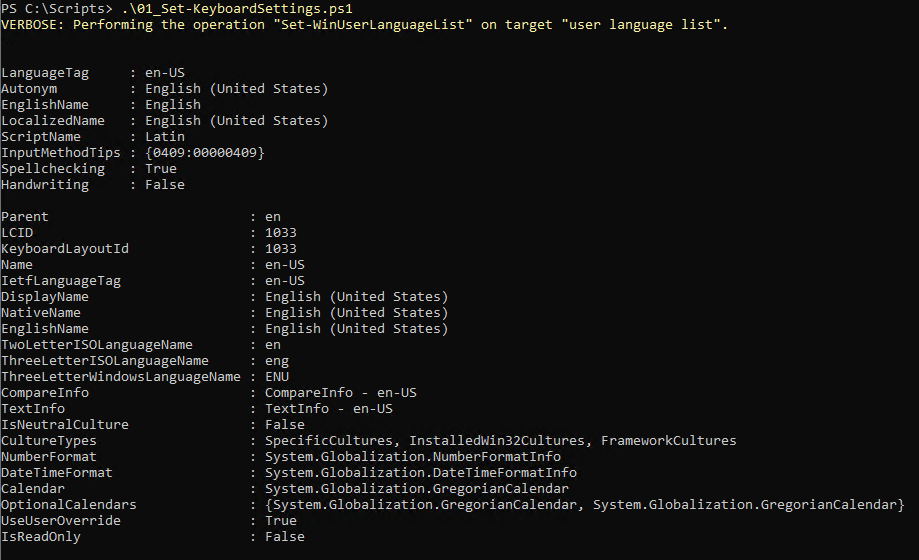 PS C:\Scripts> .\01_Set-KeyboardSettings.ps1
VERBOSE: Performing the operation "Set-WinUserLanguageList" on target "user language list".
LanguageTag     : en-US
Autonym         : English (United States)
EnglishName     : English
LocalizedName   : English (United States)
ScriptName      : Latin
InputMethodTips : {0409:00000409}
Spellchecking   : True
Handwriting     : False
Parent                         : en
LCID                           : 1033
KeyboardLayoutId               : 1033
Name                           : en-US
IetfLanguageTag                : en-US
DisplayName                    : English (United States)
NativeName                     : English (United States)
EnglishName                    : English (United States)
TwoLetterISOLanguageName       : en
ThreeLetterISOLanguageName     : eng
ThreeLetterWindowsLanguageName : ENU
CompareInfo                    : CompareInfo - en-US
TextInfo                       : TextInfo - en-US
IsNeutralCulture               : False
CultureTypes                   : SpecificCultures, InstalledWin32Cultures, FrameworkCultures
NumberFormat                   : System.Globalization.NumberFormatInfo
DateTimeFormat                 : System.Globalization.DateTimeFormatInfo
Calendar                       : System.Globalization.GregorianCalendar
OptionalCalendars              : {System.Globalization.GregorianCalendar, System.Globalization.GregorianCalendar}
UseUserOverride                : True
IsReadOnly                     : False